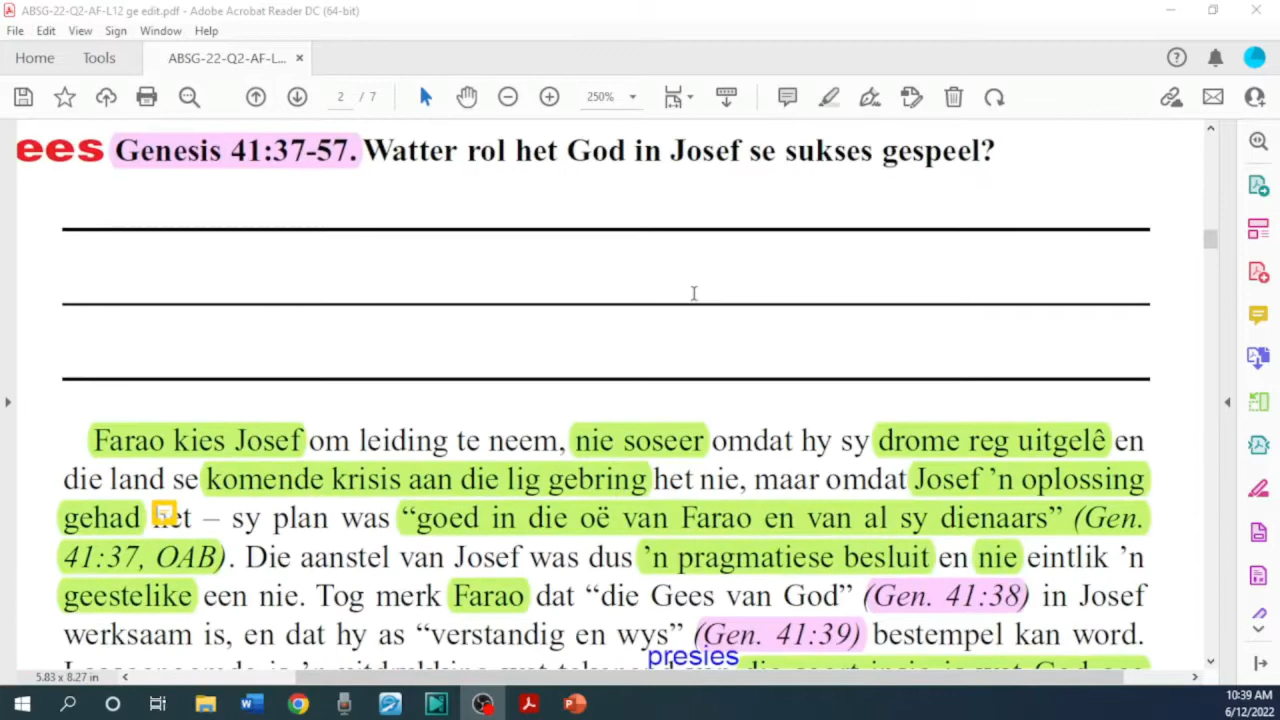 ABSG-22-Q2-AF-L12 ge edit.pdf - Adobe Acrobat Reader DC (64-bit)
File Edit View Sign Window Help
Home Tools ABSG-22-Q2-AF-L... ×
2 / 7 250%
ees Genesis 41:37-57. Watter rol het God in Josef se sukses gespeel?
Farao kies Josef om leiding te neem, nie soseer omdat hy sy drome reg uitgelê en
die land se komende krisis aan die lig gebring het nie, maar omdat Josef ’n oplossing
gehad het – sy plan was “goed in die oë van Farao en van al sy dienaars” (Gen.
41:37, OAB). Die aanstel van Josef was dus ’n pragmatiese besluit en nie eintlik ’n
geestelike een nie. Tog merk Farao dat “die Gees van God” (Gen. 41:38) in Josef
werksaam is, en dat hy as “verstandig en wys” (Gen. 41:39) bestempel kan word.
presies
5.83 x 8.27 in
10:39 AM
6/12/2022